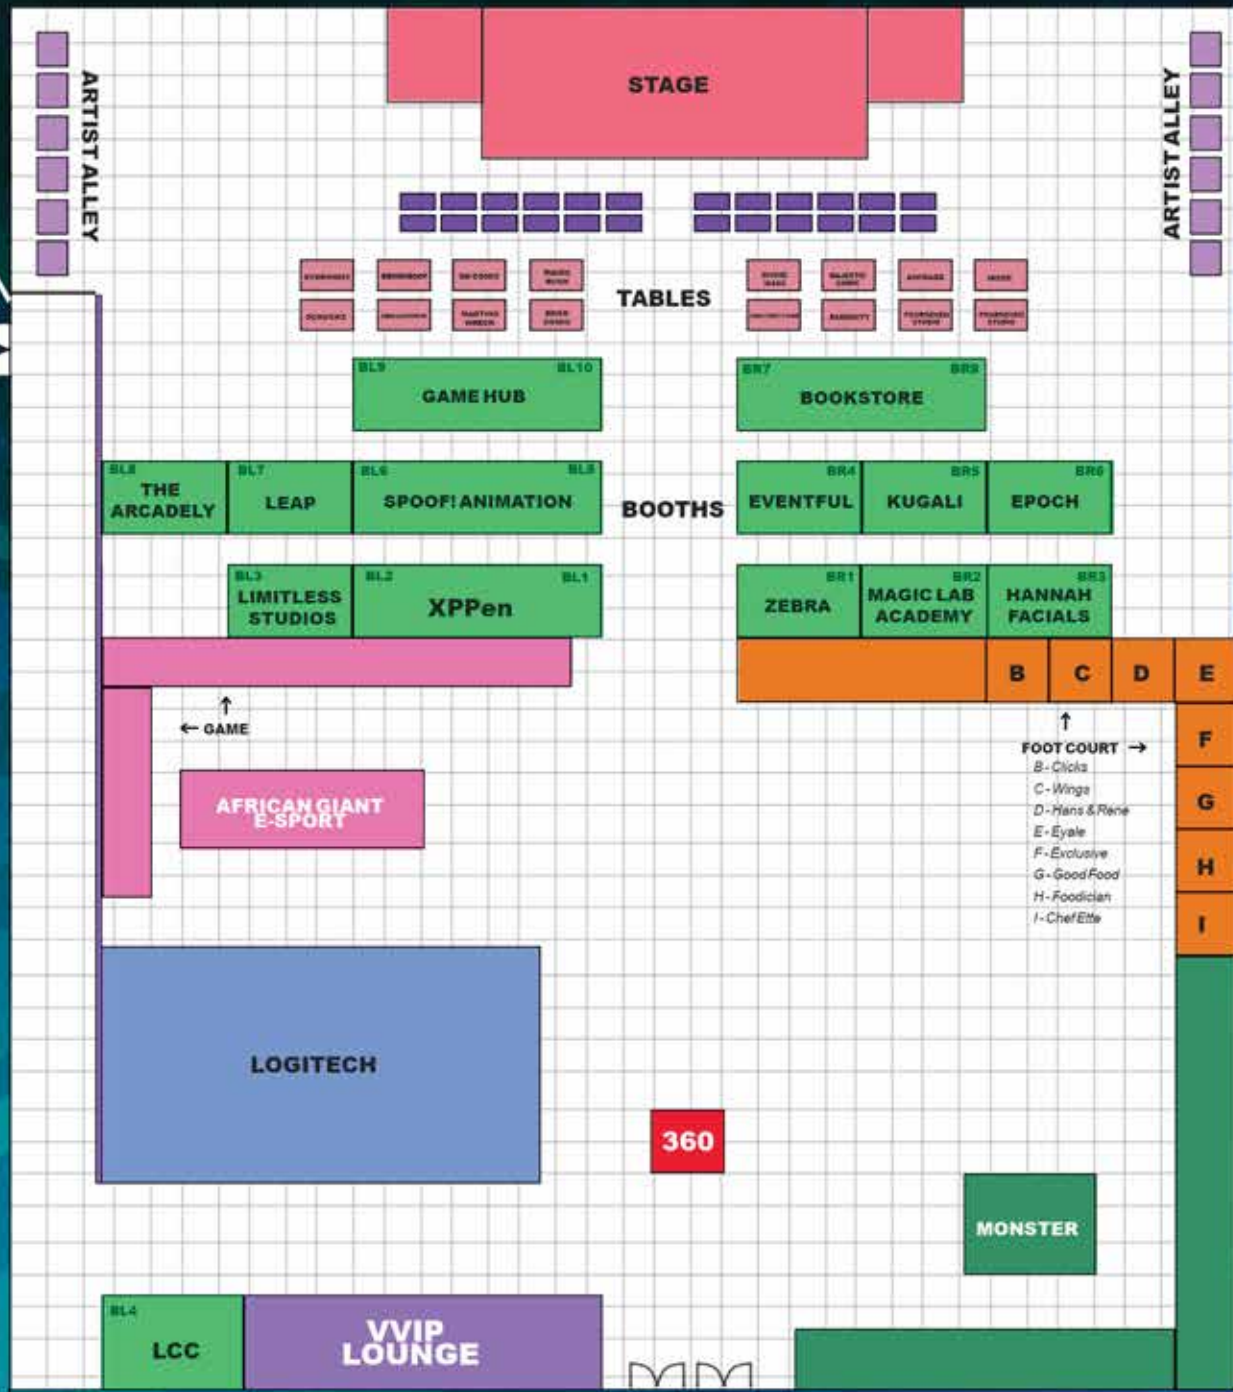 STAGE
ARTIST ALLEY
ARTIST ALLEY
TABLES
BL9
BL10
GAME HUB
BR7
BR8
BOOKSTORE
BL8
THE
ARCADELY
BL7
LEAP
BL6
BL5
SPOOF! ANIMATION
BOOTHS
BR4
EVENTFUL
BR5
KUGALI
BR6
EPOCH
BL3
LIMITLESS
STUDIOS
BL2
BL1
XPPen
BR1
ZEBRA
BR2
MAGIC LAB
ACADEMY
BR3
HANNAH
FACIALS
B
C
D
E
F
G
H
I
↑
← GAME
↑
FOOT COURT →
B - Clicks
C - Wings
D - Hans & Rene
E - Eyale
F - Exclusive
G - Good Food
H - Foodician
I - Chef Ette
AFRICAN GIANT
E-SPORT
LOGITECH
360
MONSTER
BL4
LCC
VVIP
LOUNGE